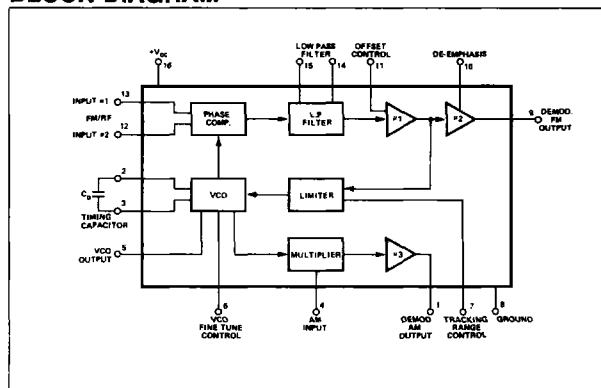 BLOCK DIAGRAM
+Vcc
16
LOW PASS
FILTER
15
14
OFFSET
CONTROL
11
DE-EMPHASIS
10
INPUT #1
13
FM/RF
INPUT #2
12
PHASE
COMP.
L.P.
FILTER
#1
#2
9
DEMOD.
FM
OUTPUT
2
C₀
3
TIMING
CAPACITOR
VCO
LIMITER
VCO
OUTPUT
5
MULTIPLIER
#3
6
VCO
FINE TUNE
CONTROL
4
AM
INPUT
1
DEMOD
AM
OUTPUT
7
TRACKING
RANGE
CONTROL
8
GROUND